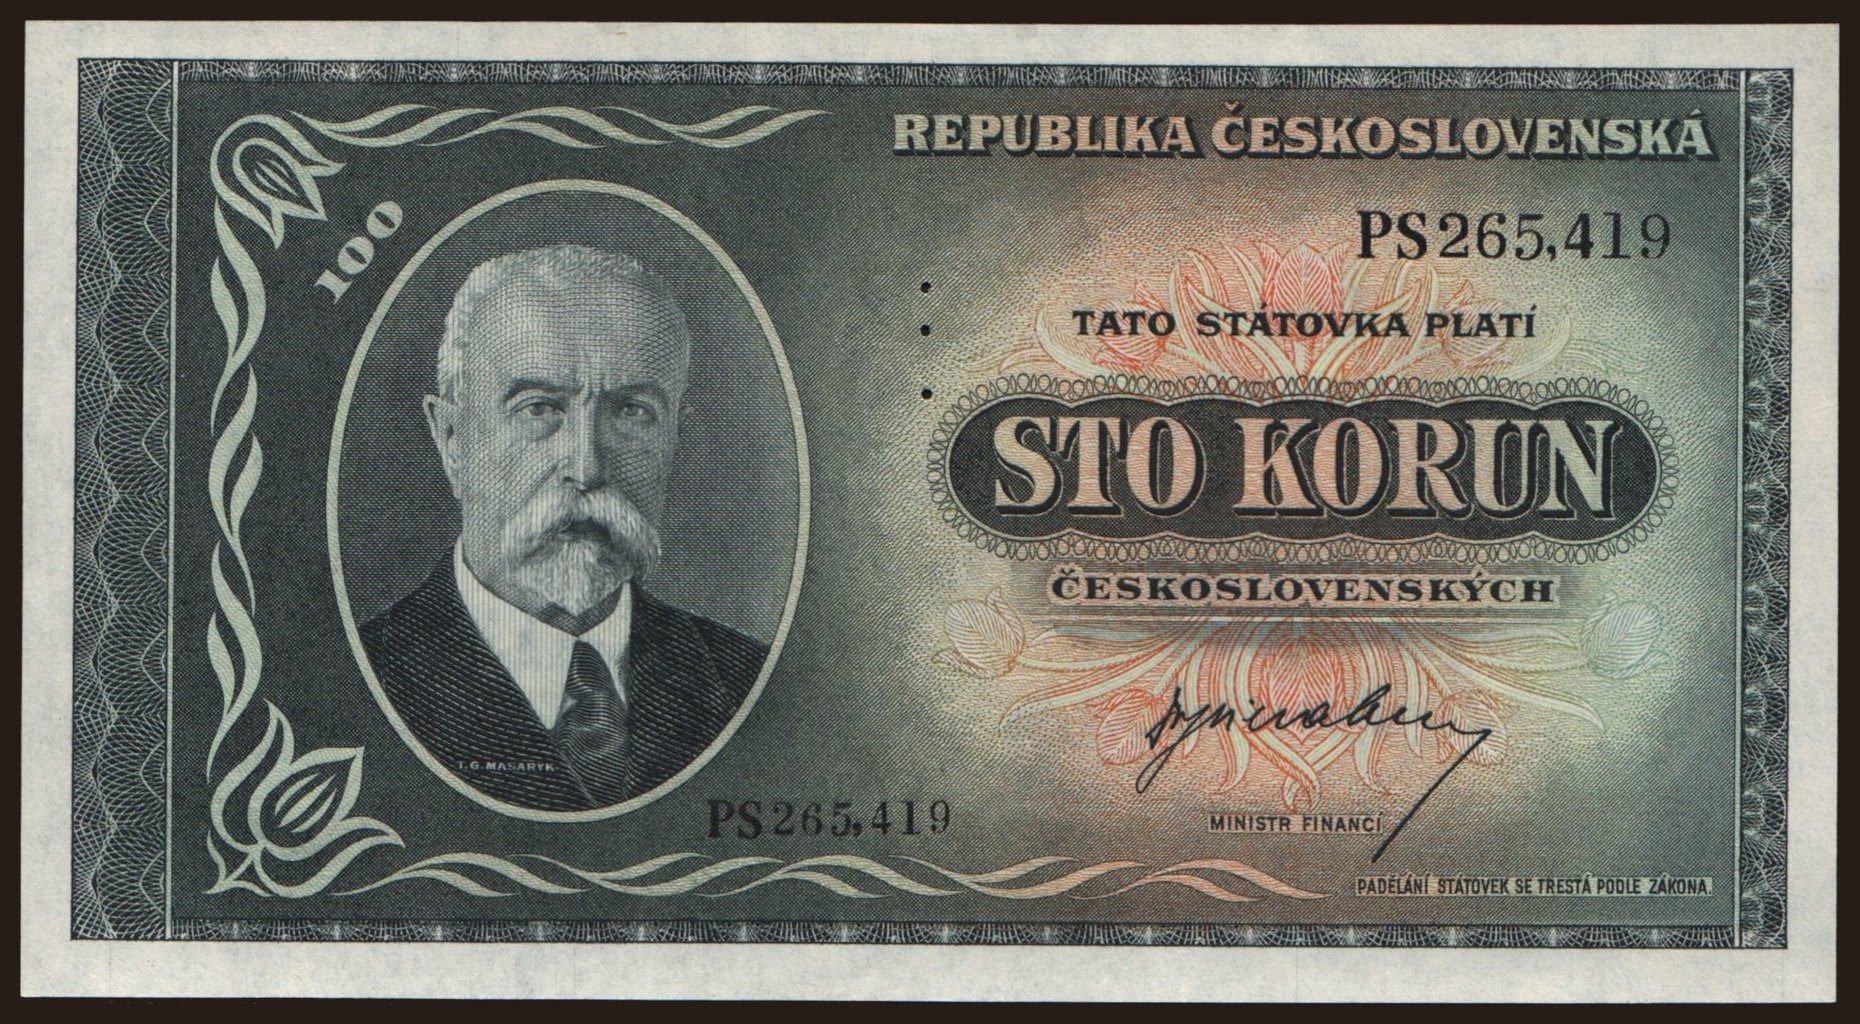 REPUBLIKA ČESKOSLOVENSKÁ
100
PS265,419
TATO STÁTOVKA PLATÍ
STO KORUN
ČESKOSLOVENSKÝCH
T.G.MASARYK
PS265,419
MINISTR FINANCÍ
PADĚLÁNÍ STÁTOVEK SE TRESTÁ PODLE ZÁKONA.